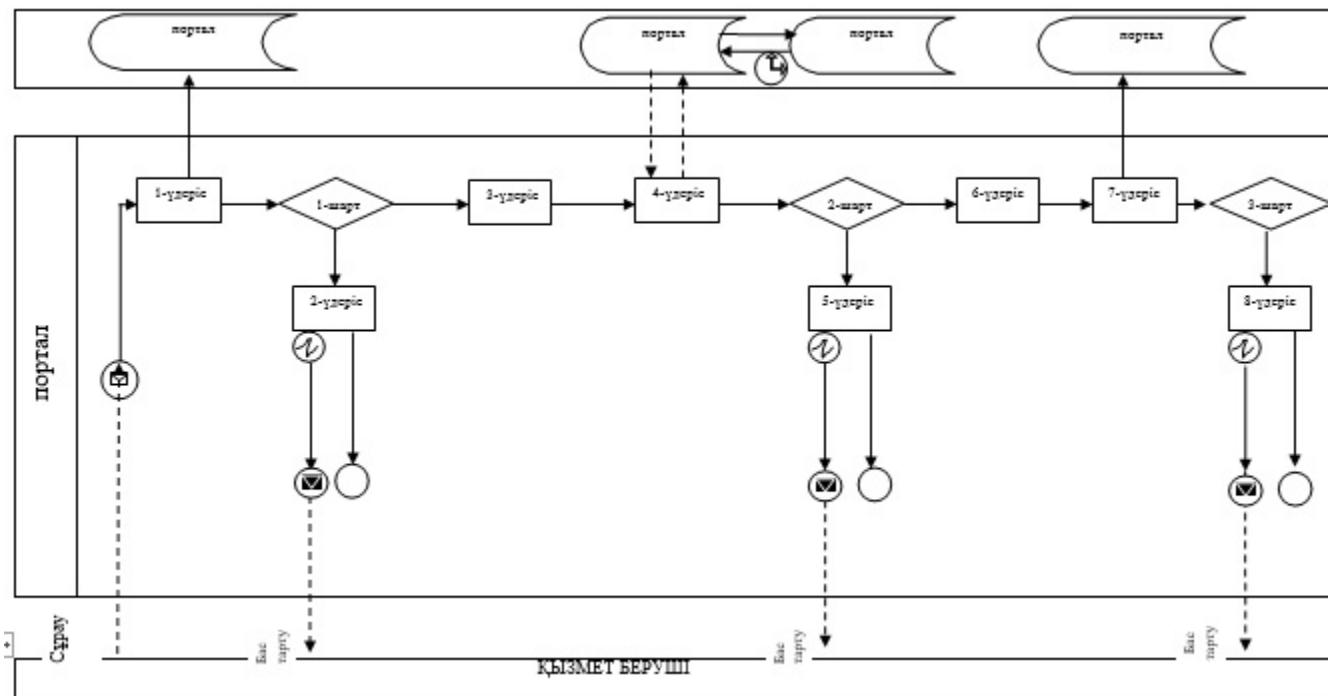 портал
портал
портал
портал
1-үдеріс
1-шарт
3-үдеріс
4-үдеріс
2-шарт
6-үдеріс
7-үдеріс
3-шарт
2-үдеріс
5-үдеріс
8-үдеріс
портал
Сұрау
Бас
тарту
Бас
тарту
Бас
тарту
ҚЫЗМЕТ БЕРУШІ